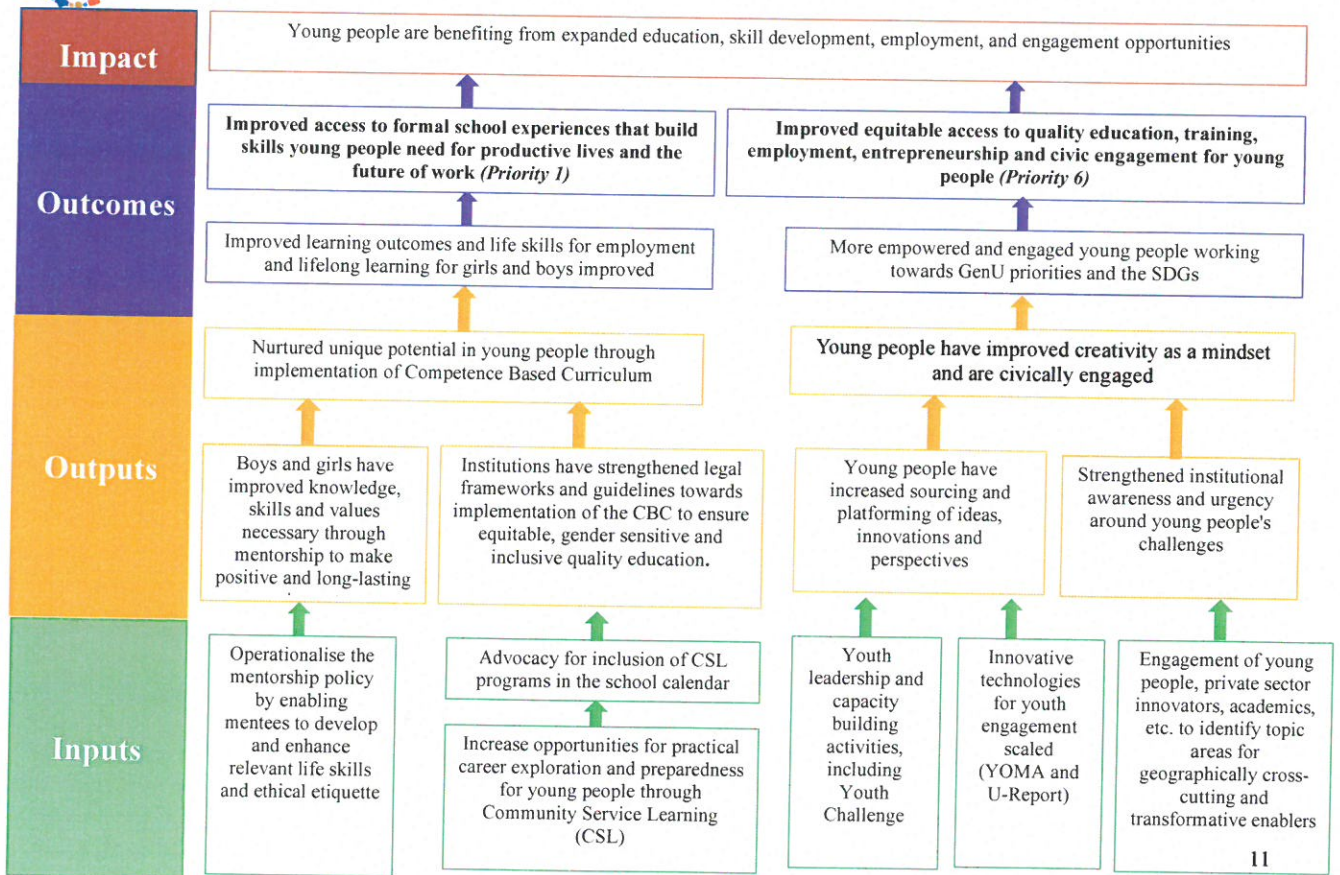 Impact
Young people are benefiting from expanded education, skill development, employment, and engagement opportunities
Outcomes
Improved access to formal school experiences that build
skills young people need for productive lives and the
future of work (Priority 1)
Improved equitable access to quality education, training,
employment, entrepreneurship and civic engagement for young
people (Priority 6)
Improved learning outcomes and life skills for employment
and lifelong learning for girls and boys improved
More empowered and engaged young people working
towards GenU priorities and the SDGs
Outputs
Nurtured unique potential in young people through
implementation of Competence Based Curriculum
Young people have improved creativity as a mindset
and are civically engaged
Boys and girls have
improved knowledge,
skills and values
necessary through
mentorship to make
positive and long-lasting
Institutions have strengthened legal
frameworks and guidelines towards
implementation of the CBC to ensure
equitable, gender sensitive and
inclusive quality education.
Young people have
increased sourcing and
platforming of ideas,
innovations and
perspectives
Strengthened institutional
awareness and urgency
around young people's
challenges
Inputs
Operationalise the
mentorship policy
by enabling
mentees to develop
and enhance
relevant life skills
and ethical etiquette
Advocacy for inclusion of CSL
programs in the school calendar
Increase opportunities for practical
career exploration and preparedness
for young people through
Community Service Learning
(CSL)
Youth
leadership and
capacity
building
activities,
including
Youth
Challenge
Innovative
technologies
for youth
engagement
scaled
(YOMA and
U-Report)
Engagement of young
people, private sector
innovators, academics,
etc. to identify topic
areas for
geographically cross-
cutting and
transformative enablers
11